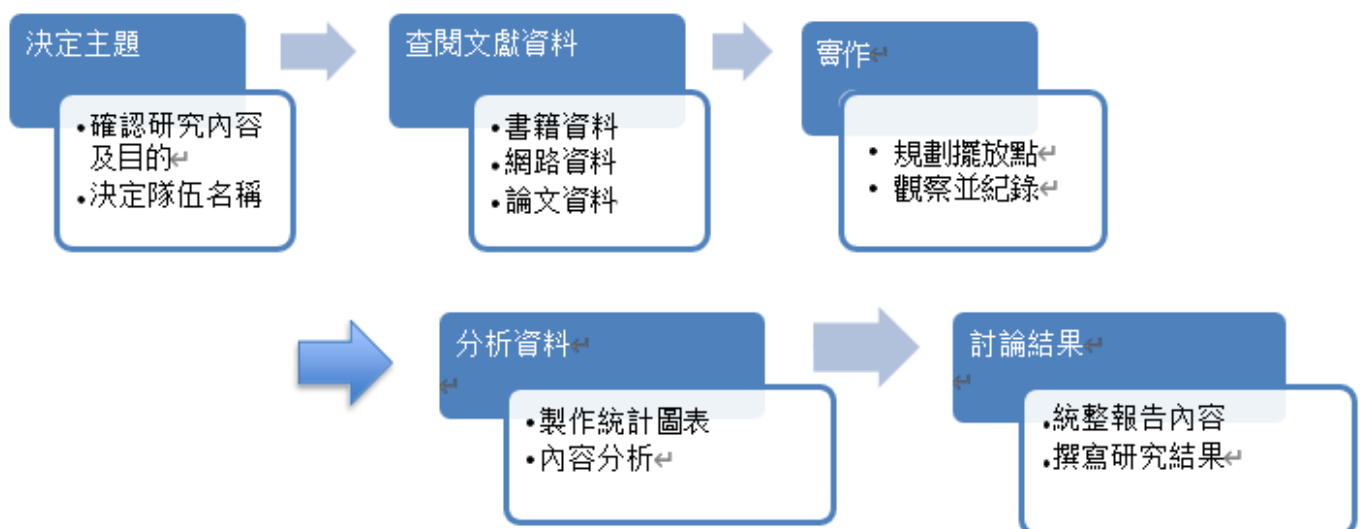 決定主題
•確認研究內容
及目的↵
•決定隊伍名稱
查閱文獻資料
•書籍資料
•網路資料
•論文資料
實作↵
• 規劃擺放點↵
• 觀察並紀錄↵
分析資料↵
↵
•製作統計圖表
•內容分析↵
討論結果↵
↵
•統整報告內容
•撰寫研究結果↵